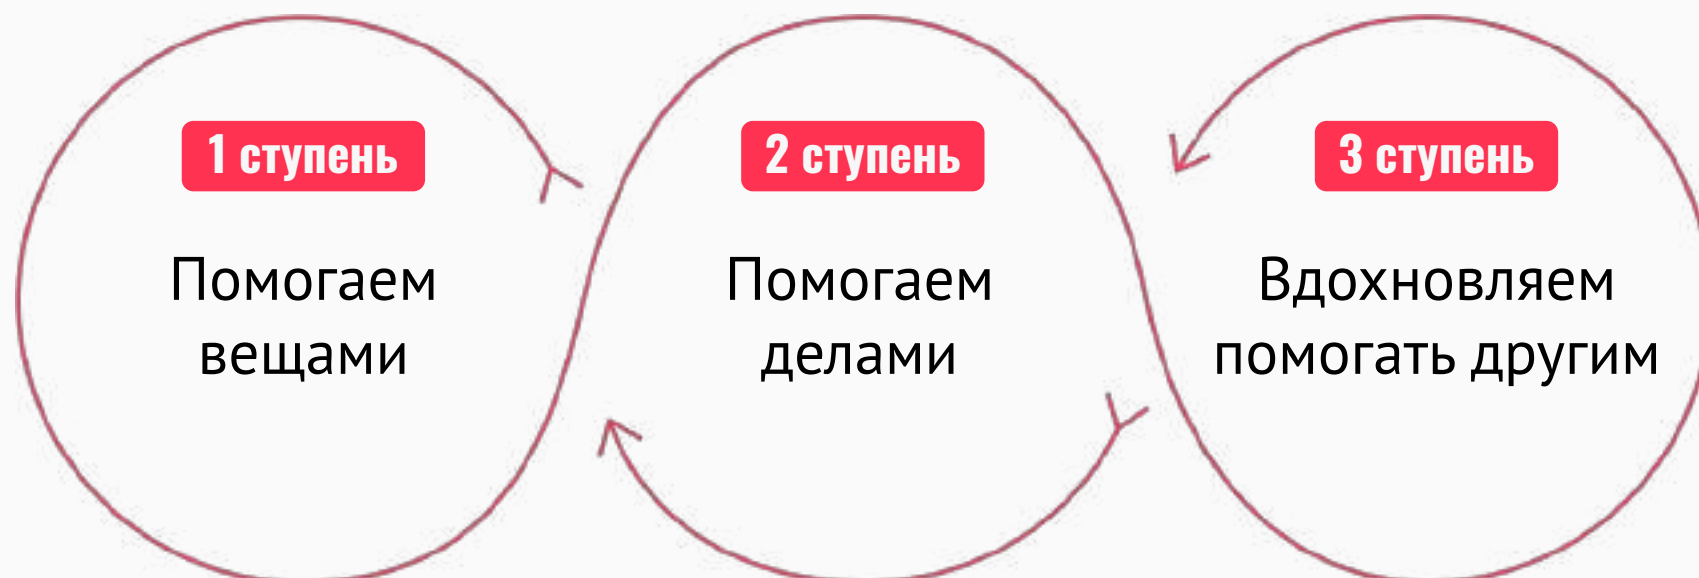 1 ступень
Помогаем
вещами
2 ступень
Помогаем
делами
3 ступень
Вдохновляем
помогать другим